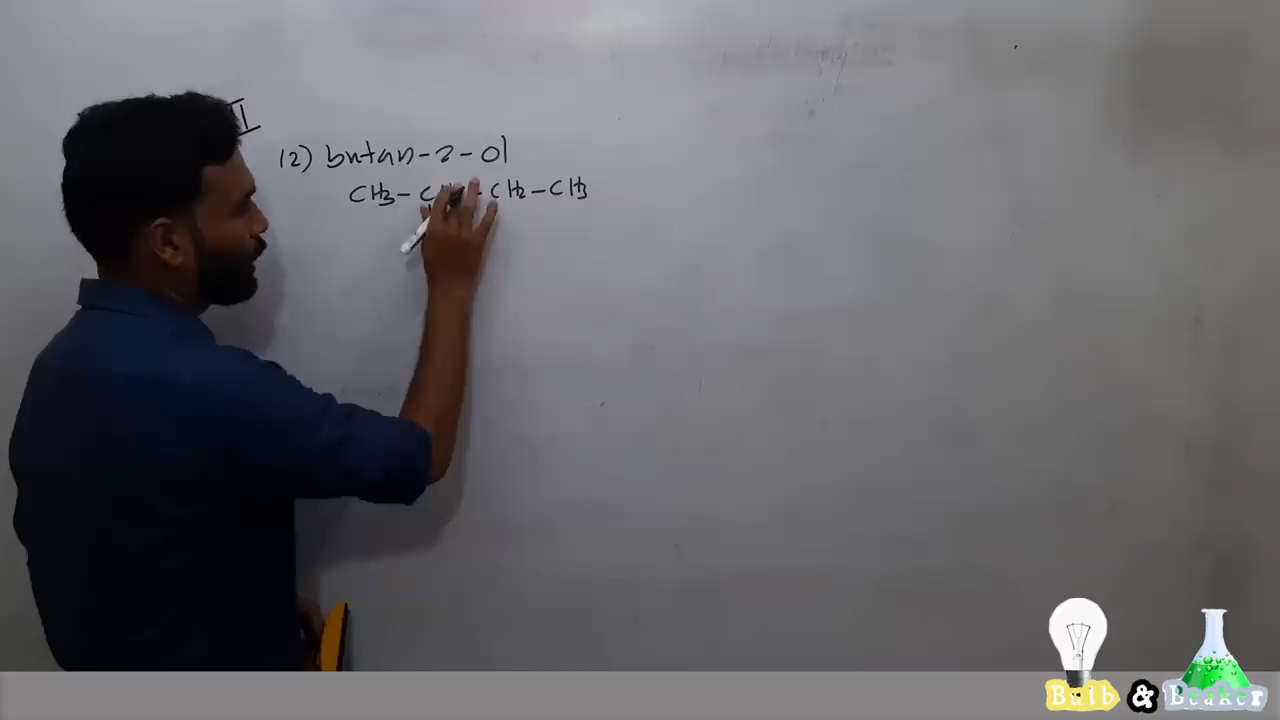 I
12) butan-2-ol
CH3 - C - CH2 - CH3
Bulb & Beaker